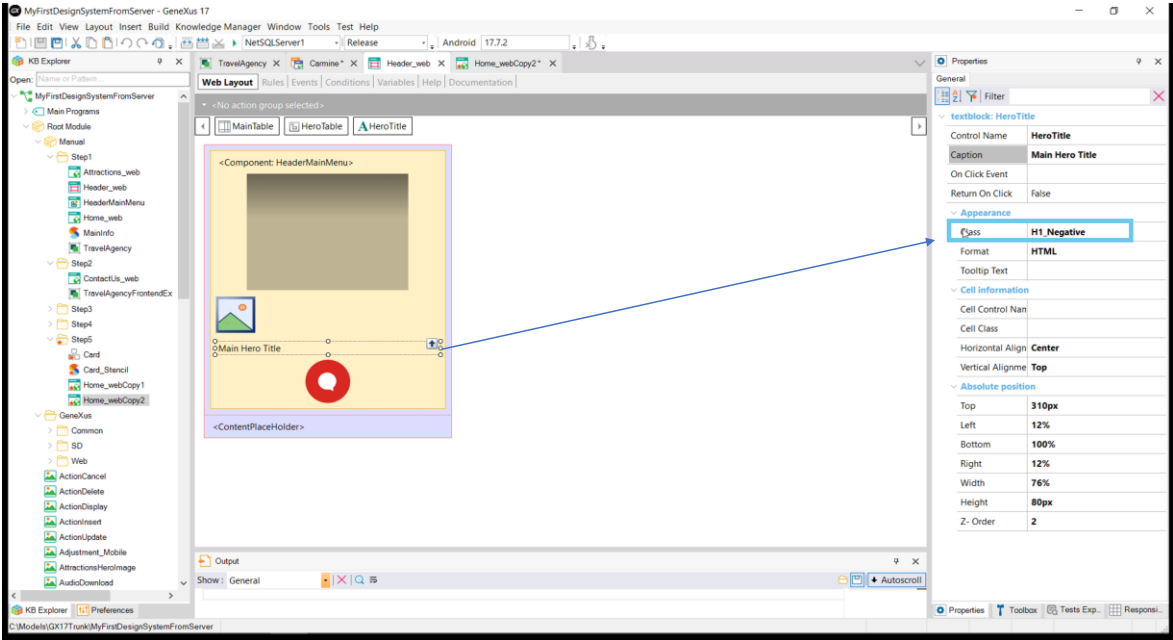 MyFirstDesignSystemFromServer - GeneXus 17
File Edit View Layout Insert Build Knowledge Manager Window Tools Test Help
NetSQLServer1 Release Android 17.7.2
KB Explorer
Open: Name or Pattern...
MyFirstDesignSystemFromServer
Main Programs
Root Module
Manual
Step1
Attractions_web
Header_web
HeaderMainMenu
Home_web
MainInfo
TravelAgency
Step2
ContactUs_web
TravelAgencyFrontendEx
Step3
Step4
Step5
Card
Card_Stencil
Home_webCopy1
Home_webCopy2
GeneXus
Common
SD
Web
ActionCancel
ActionDelete
ActionDisplay
ActionInsert
ActionUpdate
Adjustment_Mobile
AttractionsHeroImage
AudioDownload
KB Explorer Preferences
C:\Models\GX17Trunk\MyFirstDesignSystemFromServer
TravelAgency Carmine* Header_web Home_webCopy2*
Web Layout Rules Events Conditions Variables Help Documentation
<No action group selected>
MainTable HeroTable HeroTitle
<Component: HeaderMainMenu>
Main Hero Title
<ContentPlaceHolder>
Output
Show: General Autoscroll
Properties
General
Filter
textblock: HeroTitle
Control Name HeroTitle
Caption Main Hero Title
On Click Event
Return On Click False
Appearance
Class H1_Negative
Format HTML
Tooltip Text
Cell information
Cell Control Nan
Cell Class
Horizontal Align Center
Vertical Alignme Top
Absolute position
Top 310px
Left 12%
Bottom 100%
Right 12%
Width 76%
Height 80px
Z- Order 2
Properties Toolbox Tests Exp... Responsi...